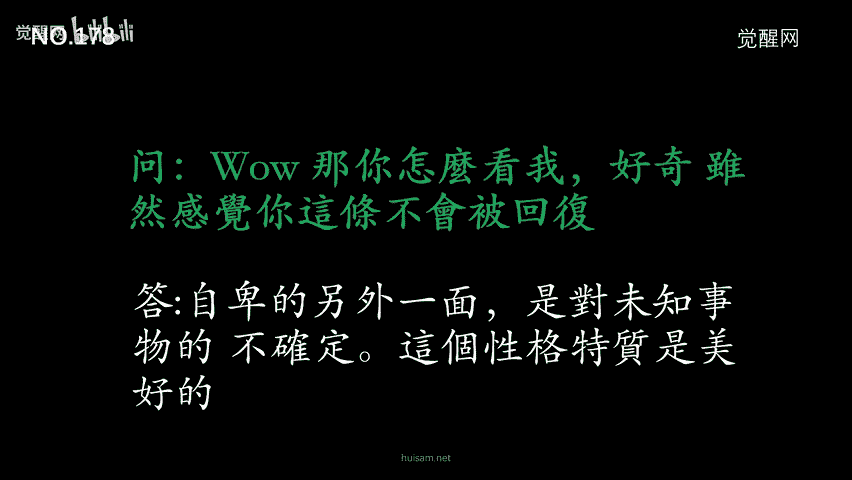 觉醒网 bilibili
NO.178
觉醒网
问：Wow 那你怎麼看我，好奇 雖
然感覺你這條不會被回復
答:自卑的另外一面，是對未知事
物的 不確定。這個性格特質是美
好的
huisam.net